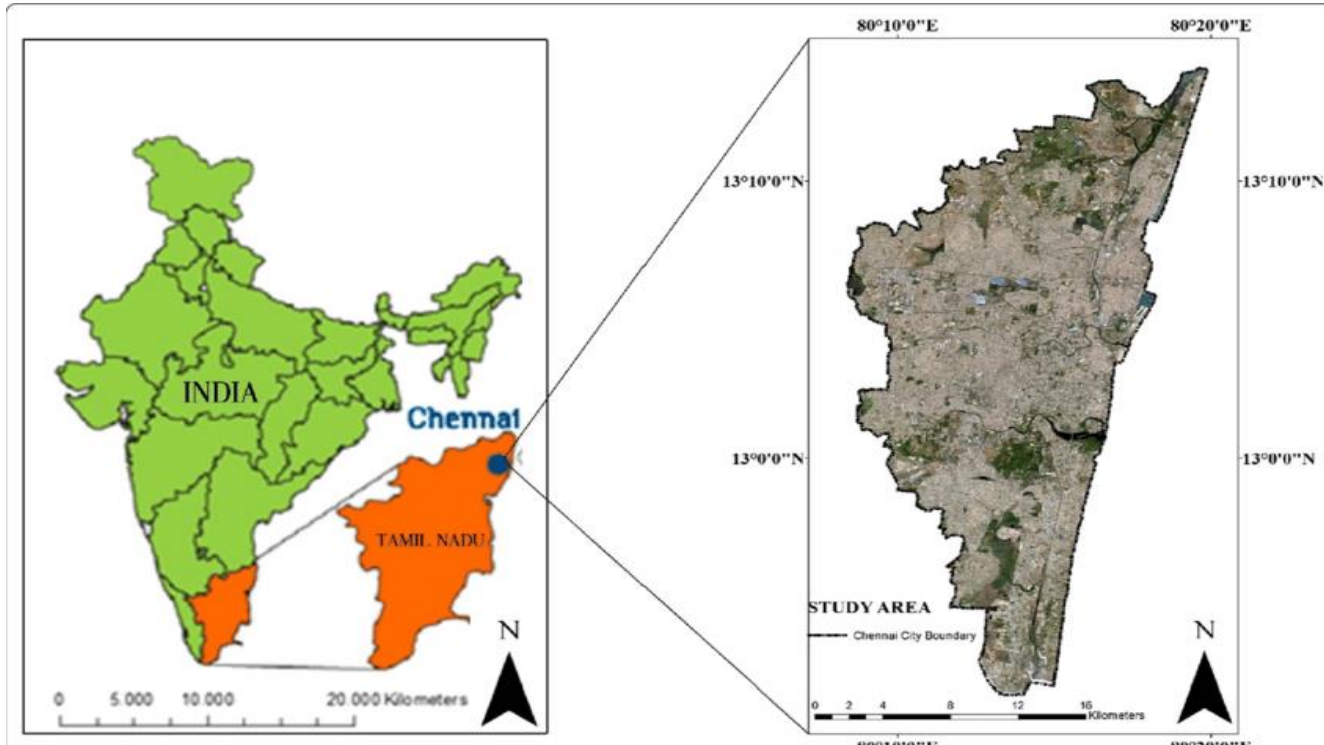 80°10'0"E 80°20'0"E
INDIA
Chennai
TAMIL NADU
N
0 5.000 10.000 20.000 Kilometers
13°10'0"N 13°10'0"N
13°0'0"N 13°0'0"N
STUDY AREA
Chennai City Boundary
N
0 2 4 8 12 16
Kilometers